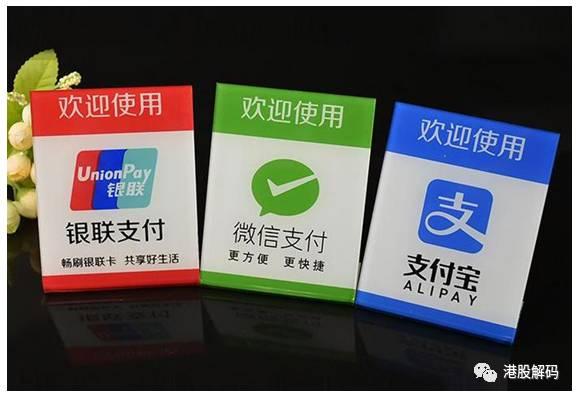 欢迎使用
UnionPay
银联
银联支付
畅刷银联卡 共享好生活
欢迎使用
微信支付
更方便 更快捷
欢迎使用
支
支付宝
ALIPAY
港股解码